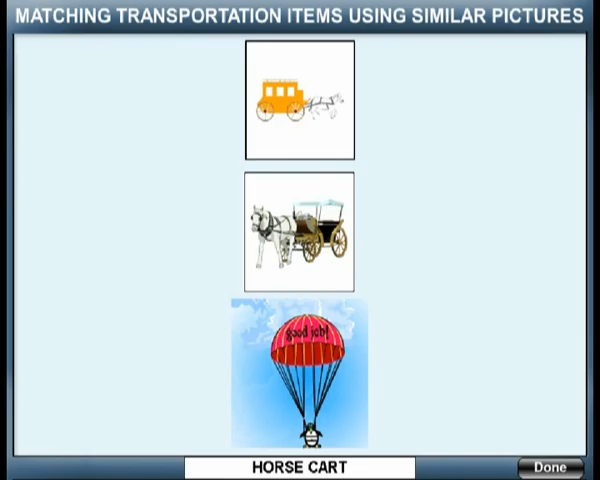 MATCHING TRANSPORTATION ITEMS USING SIMILAR PICTURES
good job!
HORSE CART
Done